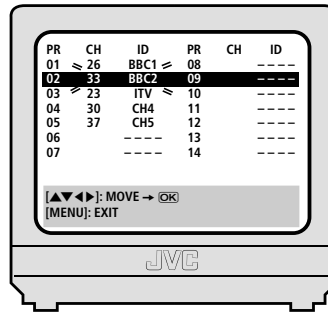 PR CH ID PR CH ID
01 26 BBC1 08 – – – –
02 33 BBC2 09 – – – –
03 23 ITV 10 – – – –
04 30 CH4 11 – – – –
05 37 CH5 12 – – – –
06 – – – – 13 – – – –
07 – – – – 14 – – – –
[▲▼◀▶]: MOVE → OK
[MENU]: EXIT
JVC